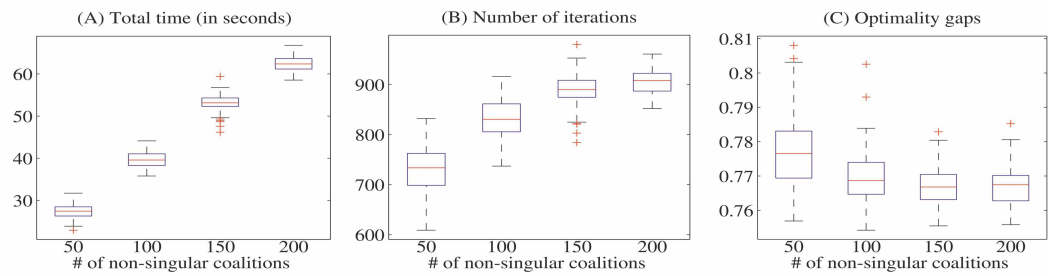 (A) Total time (in seconds)
60
50
40
30
50 100 150 200
# of non-singular coalitions
(B) Number of iterations
900
800
700
600
50 100 150 200
# of non-singular coalitions
(C) Optimality gaps
0.81
0.8
0.79
0.78
0.77
0.76
50 100 150 200
# of non-singular coalitions